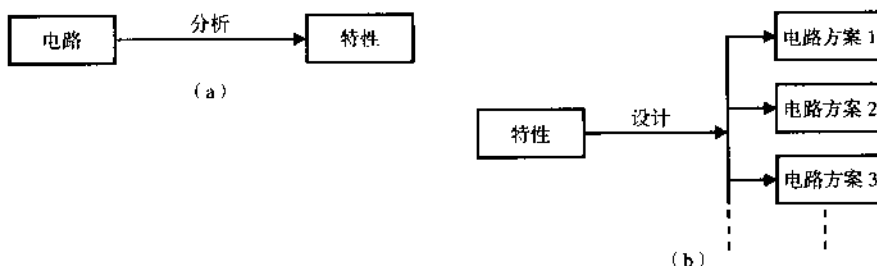 电路
分析
特性
(a)
特性
设计
电路方案1
电路方案2
电路方案3
(b)